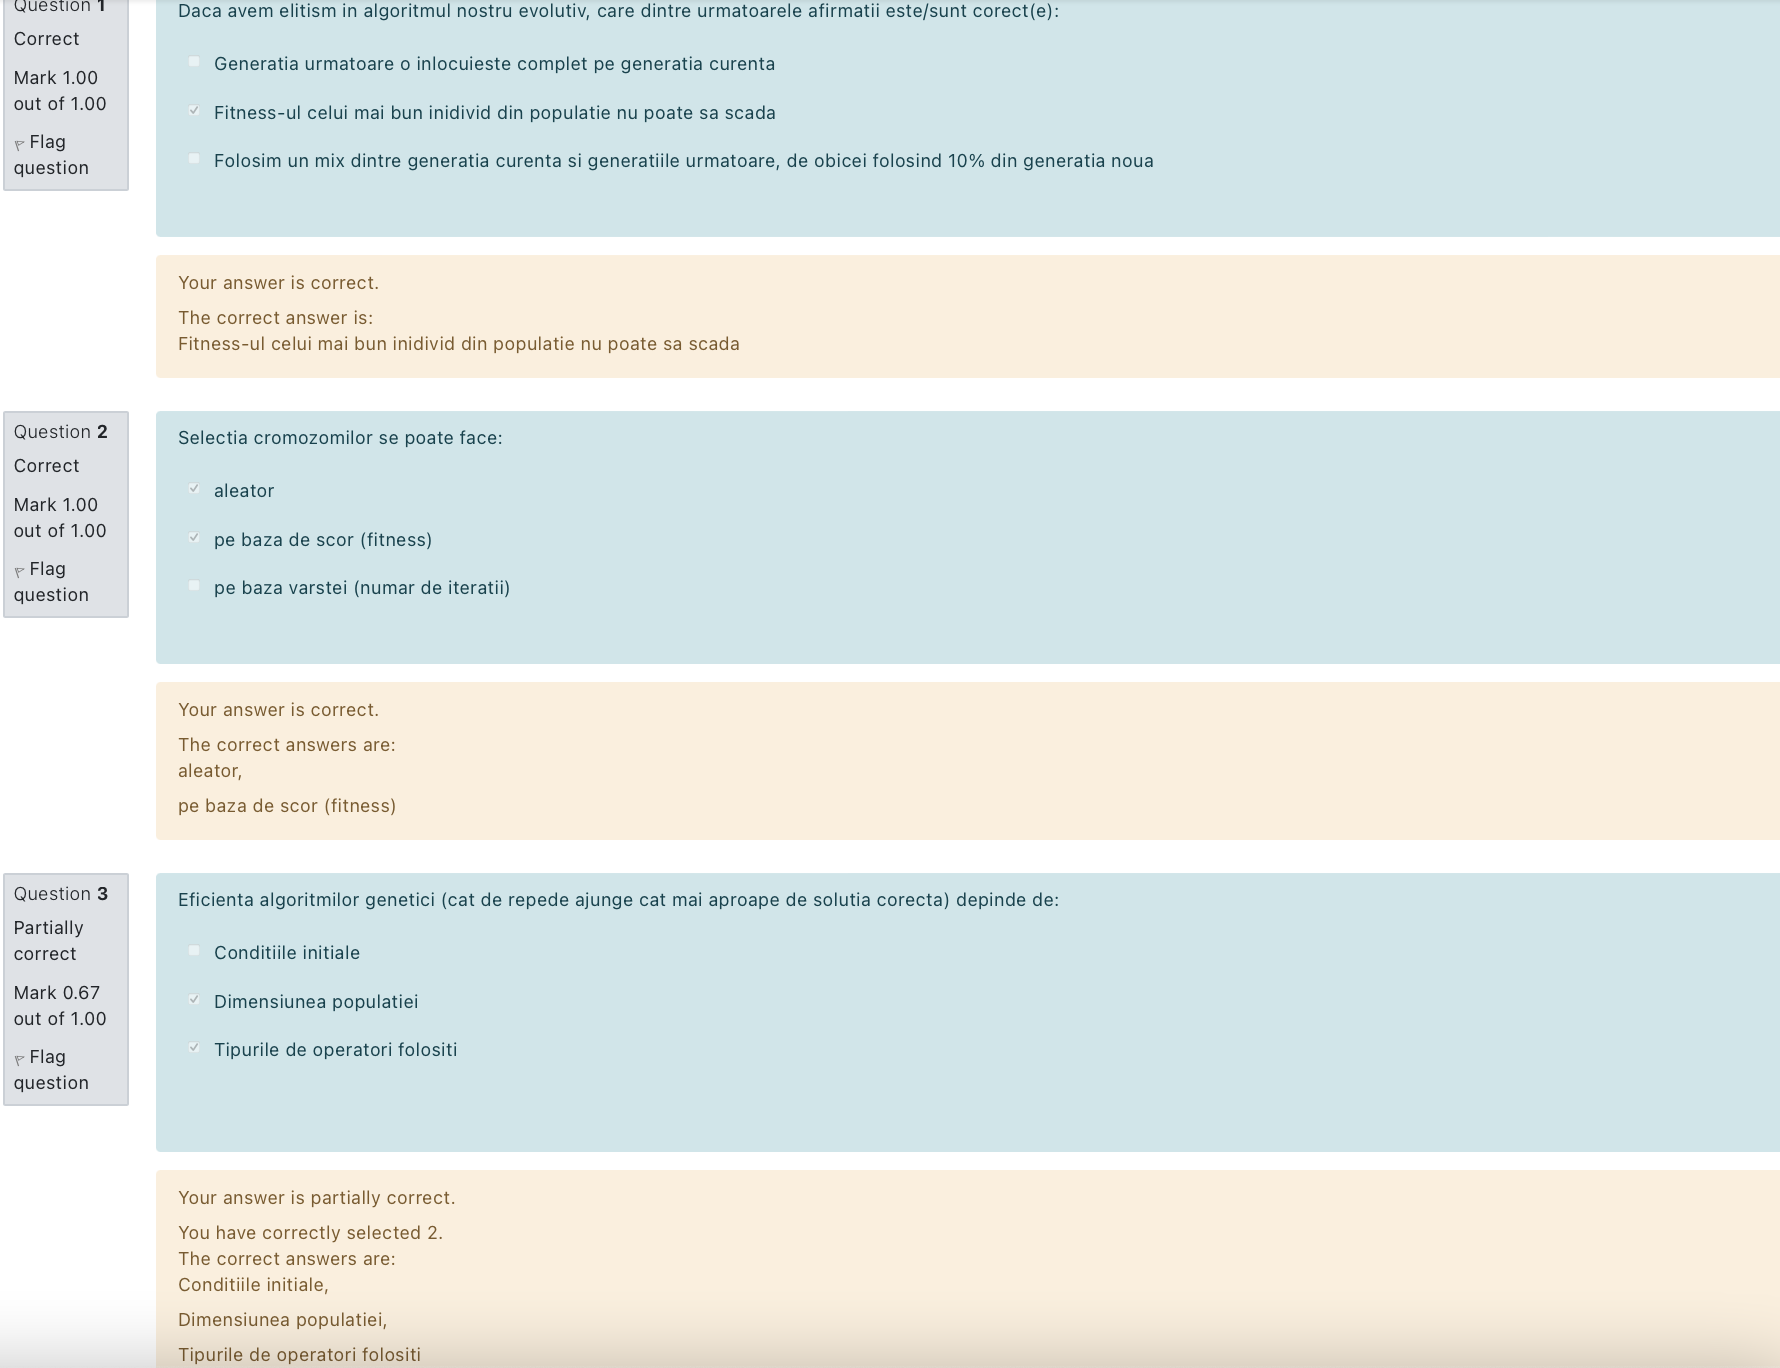 Question 1
Correct
Mark 1.00
out of 1.00
Flag
question
Daca avem elitism in algoritmul nostru evolutiv, care dintre urmatoarele afirmatii este/sunt corect(e):
Generatia urmatoare o inlocuieste complet pe generatia curenta
Fitness-ul celui mai bun inidivid din populatie nu poate sa scada
Folosim un mix dintre generatia curenta si generatiile urmatoare, de obicei folosind 10% din generatia noua
Your answer is correct.
The correct answer is:
Fitness-ul celui mai bun inidivid din populatie nu poate sa scada
Question 2
Correct
Mark 1.00
out of 1.00
Flag
question
Selectia cromozomilor se poate face:
aleator
pe baza de scor (fitness)
pe baza varstei (numar de iteratii)
Your answer is correct.
The correct answers are:
aleator,
pe baza de scor (fitness)
Question 3
Partially
correct
Mark 0.67
out of 1.00
Flag
question
Eficienta algoritmilor genetici (cat de repede ajunge cat mai aproape de solutia corecta) depinde de:
Conditiile initiale
Dimensiunea populatiei
Tipurile de operatori folositi
Your answer is partially correct.
You have correctly selected 2.
The correct answers are:
Conditiile initiale,
Dimensiunea populatiei,
Tipurile de operatori folositi